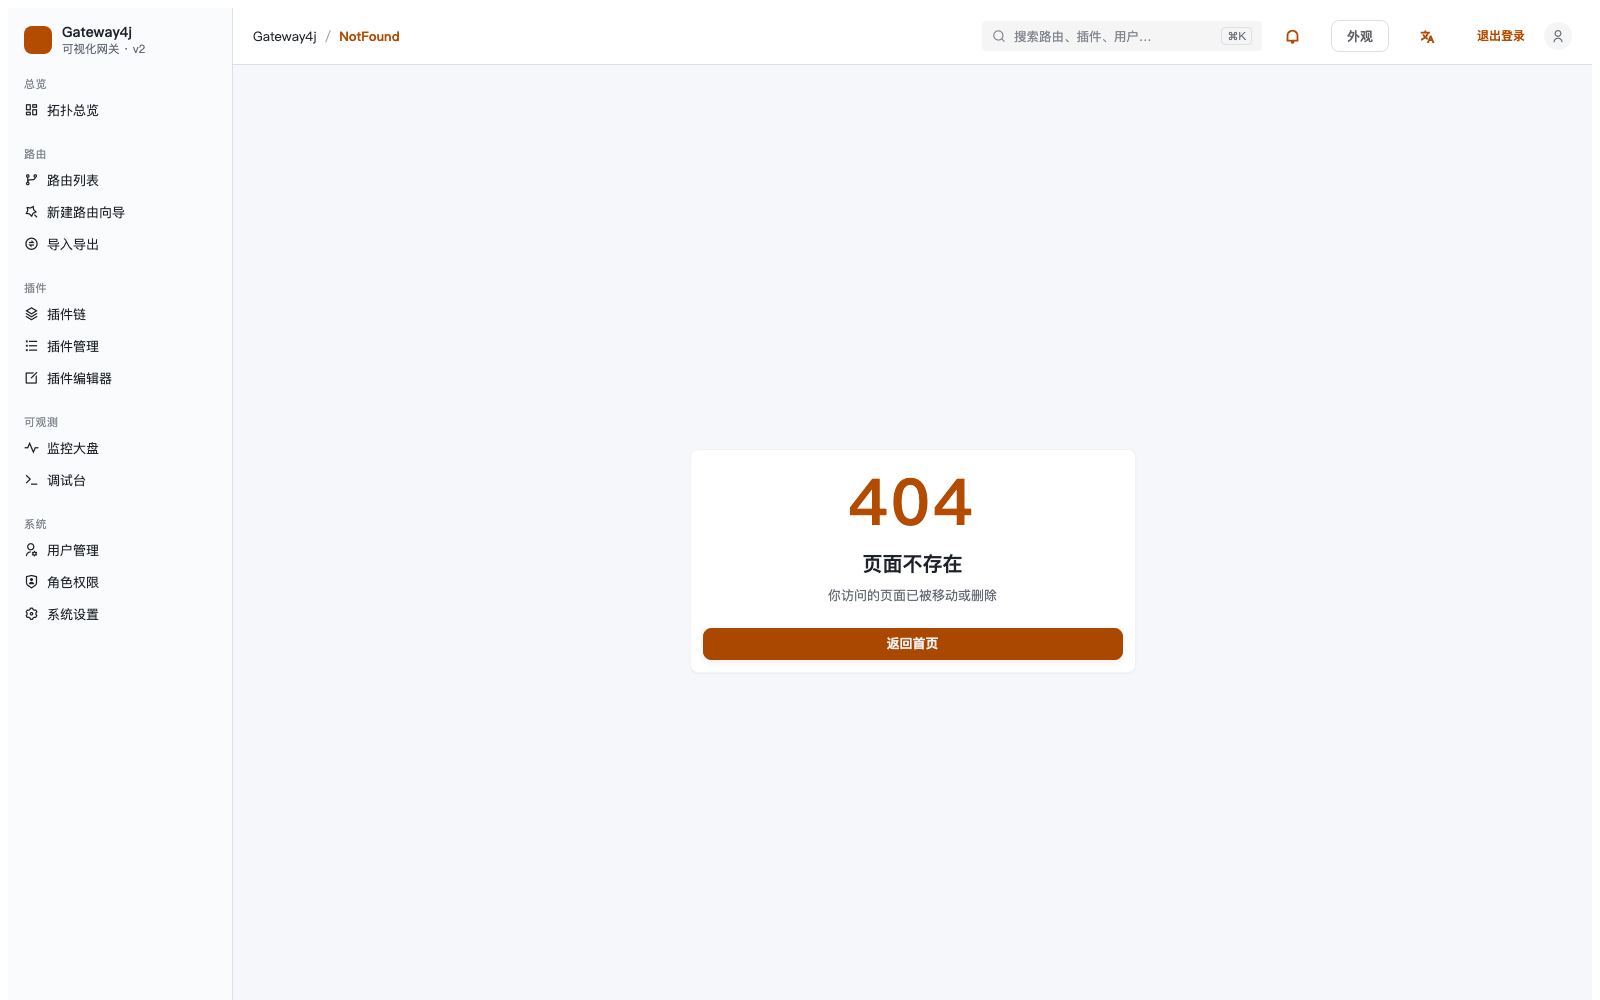 Gateway4j
可视化网关 · v2
总览
拓扑总览
路由
路由列表
新建路由向导
导入导出
插件
插件链
插件管理
插件编辑器
可观测
监控大盘
调试台
系统
用户管理
角色权限
系统设置
Gateway4j / NotFound
搜索路由、插件、用户... ⌘K
外观
退出登录
404
页面不存在
你访问的页面已被移动或删除
返回首页